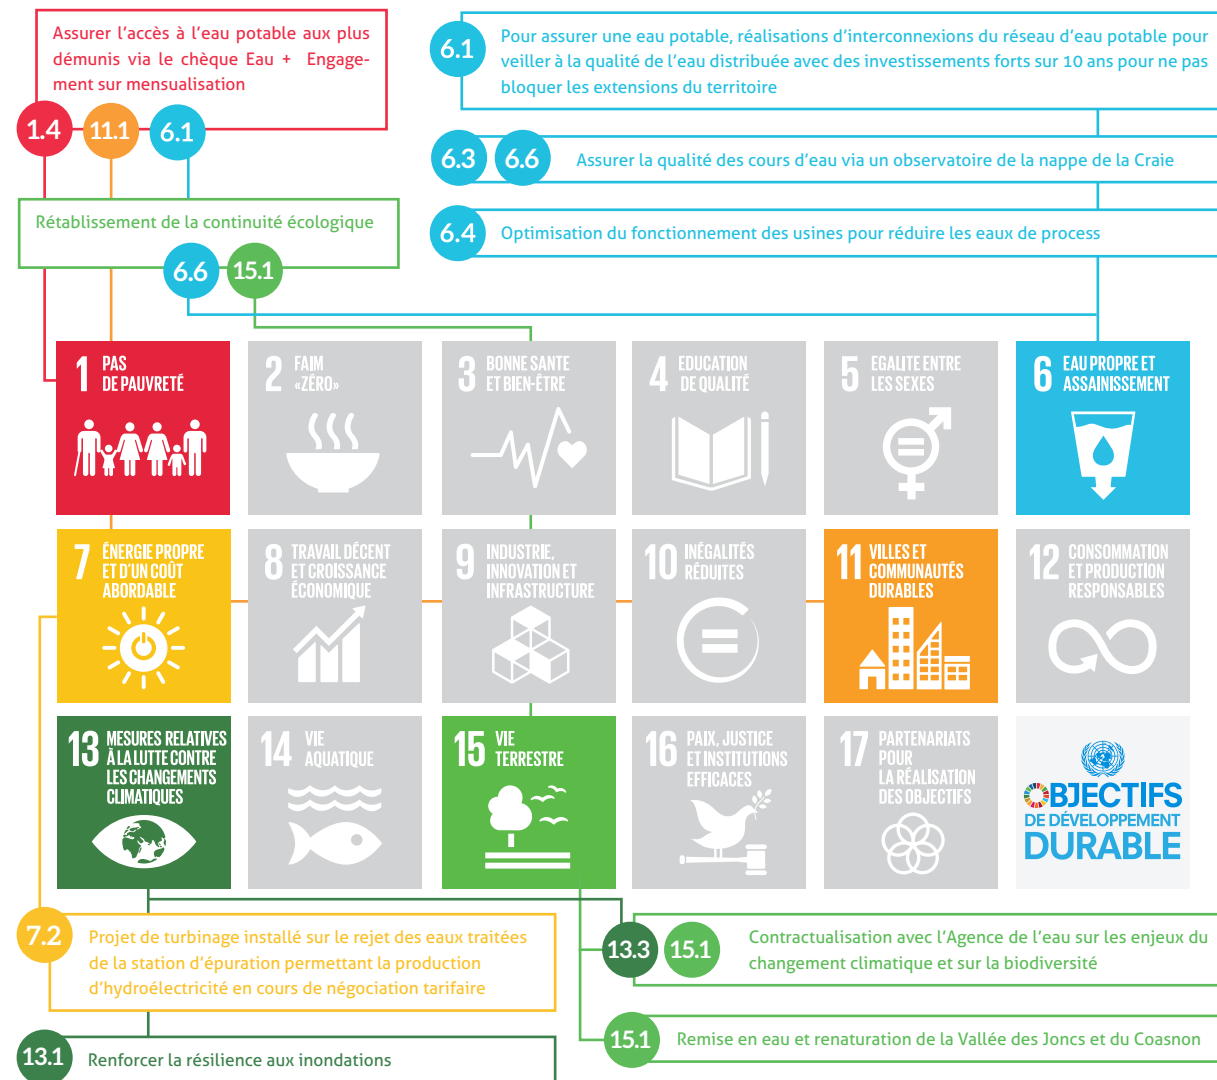 Assurer l'accès à l'eau potable aux plus
démunis via le chèque Eau + Engage-
ment sur mensualisation
1.4
11.1
6.1
6.1
Pour assurer une eau potable, réalisations d'interconnexions du réseau d'eau potable pour
veiller à la qualité de l'eau distribuée avec des investissements forts sur 10 ans pour ne pas
bloquer les extensions du territoire
6.3
6.6
Assurer la qualité des cours d'eau via un observatoire de la nappe de la Craie
Rétablissement de la continuité écologique
6.6
15.1
6.4
Optimisation du fonctionnement des usines pour réduire les eaux de process
1
PAS
DE PAUVRETÉ
2
FAIM
«ZÉRO»
3
BONNE SANTE
ET BIEN-ÊTRE
4
EDUCATION
DE QUALITÉ
5
EGALITE ENTRE
LES SEXES
6
EAU PROPRE ET
ASSAINISSEMENT
7
ÉNERGIE PROPRE
ET D'UN COÛT
ABORDABLE
8
TRAVAIL DÉCENT
ET CROISSANCE
ÉCONOMIQUE
9
INDUSTRIE,
INNOVATION ET
INFRASTRUCTURE
10
INÉGALITÉS
RÉDUITES
11
VILLES ET
COMMUNAUTÉS
DURABLES
12
CONSOMMATION
ET PRODUCTION
RESPONSABLES
13
MESURES RELATIVES
À LA LUTTE CONTRE
LES CHANGEMENTS
CLIMATIQUES
14
VIE
AQUATIQUE
15
VIE
TERRESTRE
16
PAIX, JUSTICE
ET INSTITUTIONS
EFFICACES
17
PARTENARIATS
POUR
LA RÉALISATION
DES OBJECTIFS
OBJECTIFS
DE DÉVELOPPEMENT
DURABLE
7.2
Projet de turbinage installé sur le rejet des eaux traitées
de la station d'épuration permettant la production
d'hydroélectricité en cours de négociation tarifaire
13.3
15.1
Contractualisation avec l'Agence de l'eau sur les enjeux du
changement climatique et sur la biodiversité
13.1
Renforcer la résilience aux inondations
15.1
Remise en eau et renaturation de la Vallée des Joncs et du Coasnon